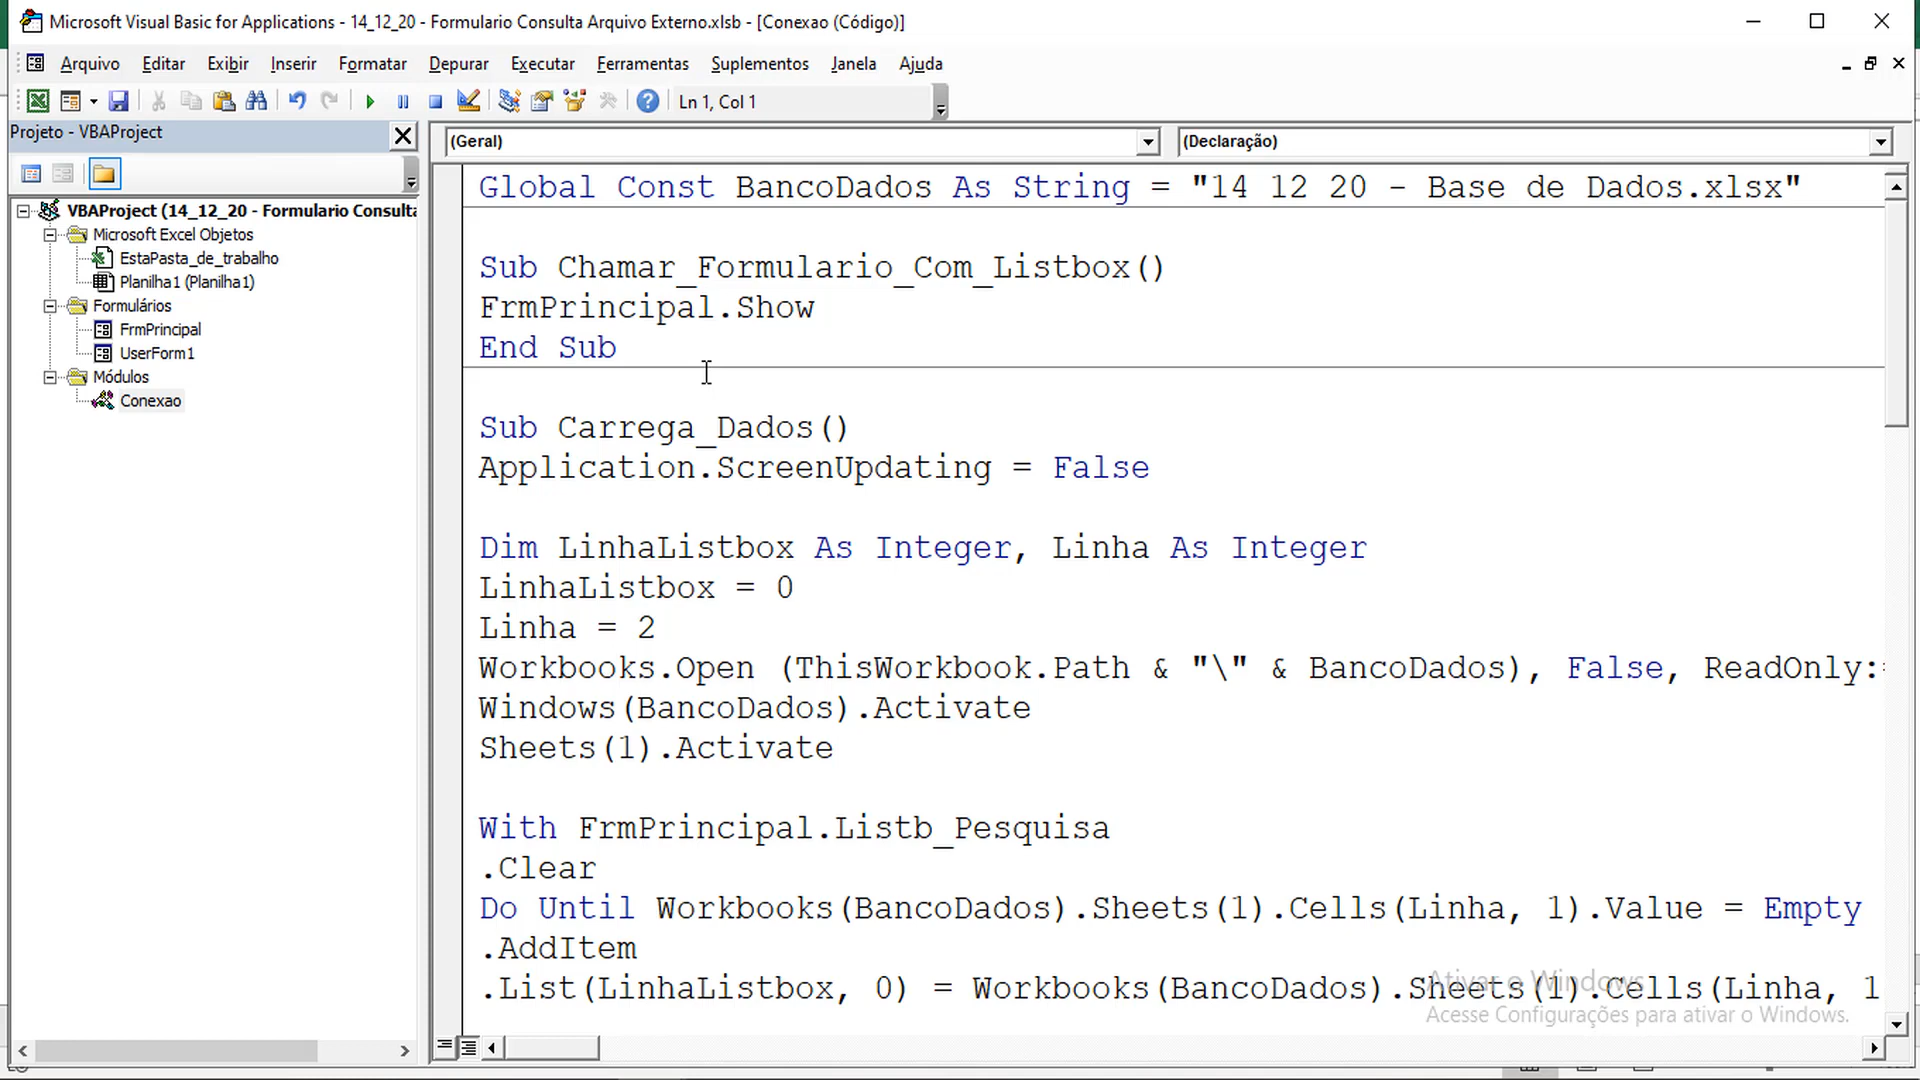 Microsoft Visual Basic for Applications - 14_12_20 - Formulario Consulta Arquivo Externo.xlsb - [Conexao (Código)]
Arquivo Editar Exibir Inserir Formatar Depurar Executar Ferramentas Suplementos Janela Ajuda
Ln 1, Col 1
Projeto - VBAProject
(Geral)
(Declaração)
VBAProject (14_12_20 - Formulario Consulta
Microsoft Excel Objetos
EstaPasta_de_trabalho
Planilha1 (Planilha1)
Formulários
FrmPrincipal
UserForm1
Módulos
Conexao
Global Const BancoDados As String = "14 12 20 - Base de Dados.xlsx"
Sub Chamar_Formulario_Com_Listbox()
FrmPrincipal.Show
End Sub
Sub Carrega_Dados()
Application.ScreenUpdating = False
Dim LinhaListbox As Integer, Linha As Integer
LinhaListbox = 0
Linha = 2
Workbooks.Open (ThisWorkbook.Path & "\" & BancoDados), False, ReadOnly:=
Windows(BancoDados).Activate
Sheets(1).Activate
With FrmPrincipal.Listb_Pesquisa
.Clear
Do Until Workbooks(BancoDados).Sheets(1).Cells(Linha, 1).Value = Empty
.AddItem
.List(LinhaListbox, 0) = Workbooks(BancoDados).Sheets(1).Cells(Linha, 1
Ativar o Windows
Acesse Configurações para ativar o Windows.